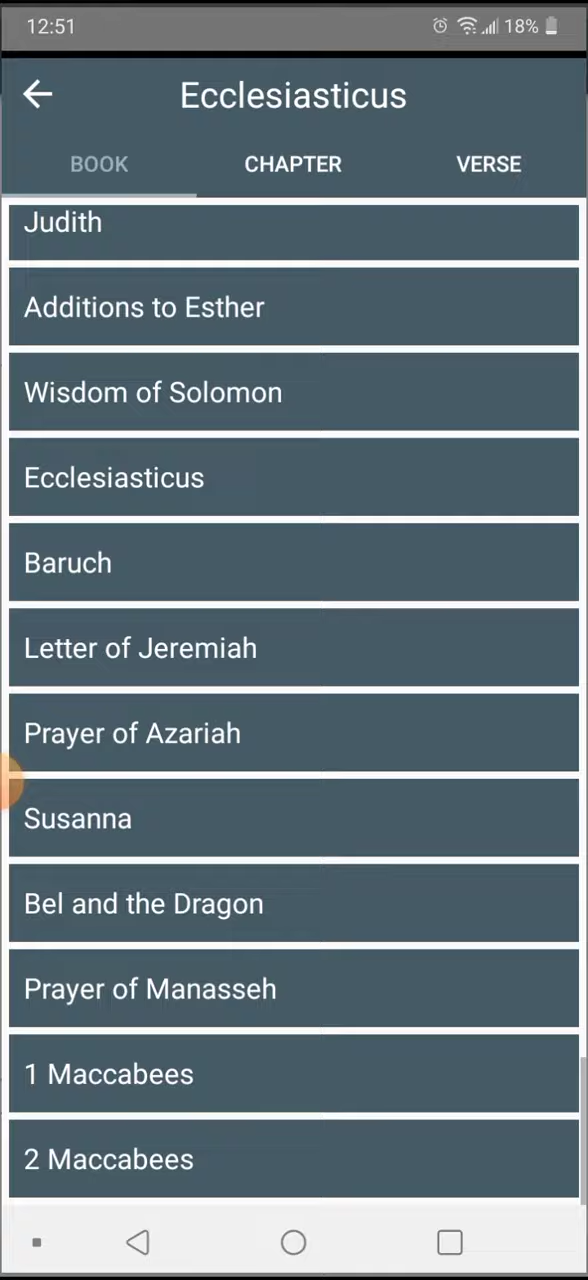 12:51 18%
Ecclesiasticus
BOOK CHAPTER VERSE
Judith
Additions to Esther
Wisdom of Solomon
Ecclesiasticus
Baruch
Letter of Jeremiah
Prayer of Azariah
Susanna
Bel and the Dragon
Prayer of Manasseh
1 Maccabees
2 Maccabees